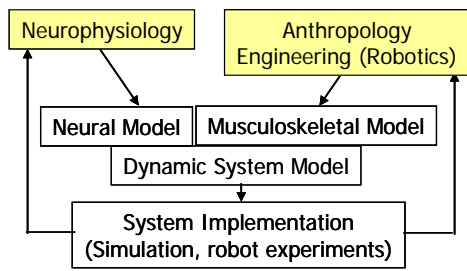 Neurophysiology
Anthropology
Engineering (Robotics)
Neural Model
Musculoskeletal Model
Dynamic System Model
System Implementation
(Simulation, robot experiments)